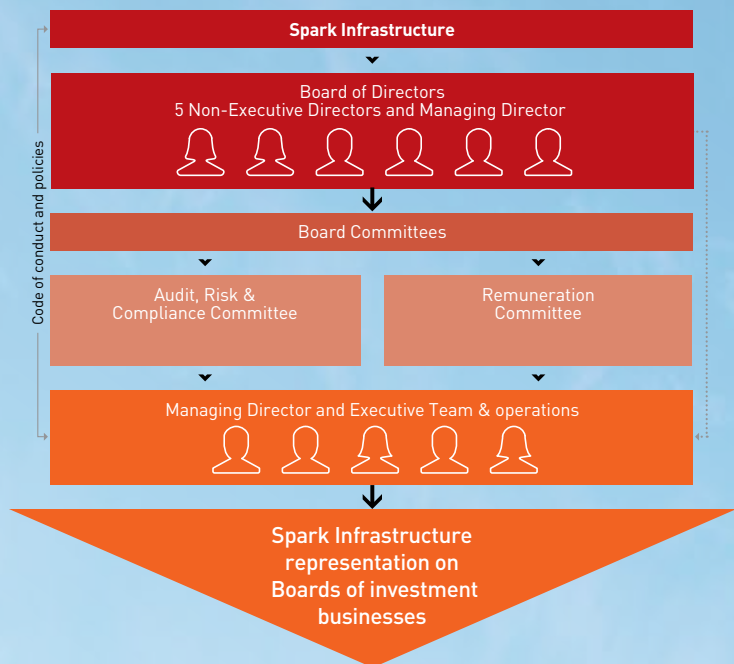 Spark Infrastructure
Board of Directors
5 Non-Executive Directors and Managing Director
Code of conduct and policies
Board Committees
Audit, Risk &
Compliance Committee
Remuneration
Committee
Managing Director and Executive Team & operations
Spark Infrastructure
representation on
Boards of investment
businesses